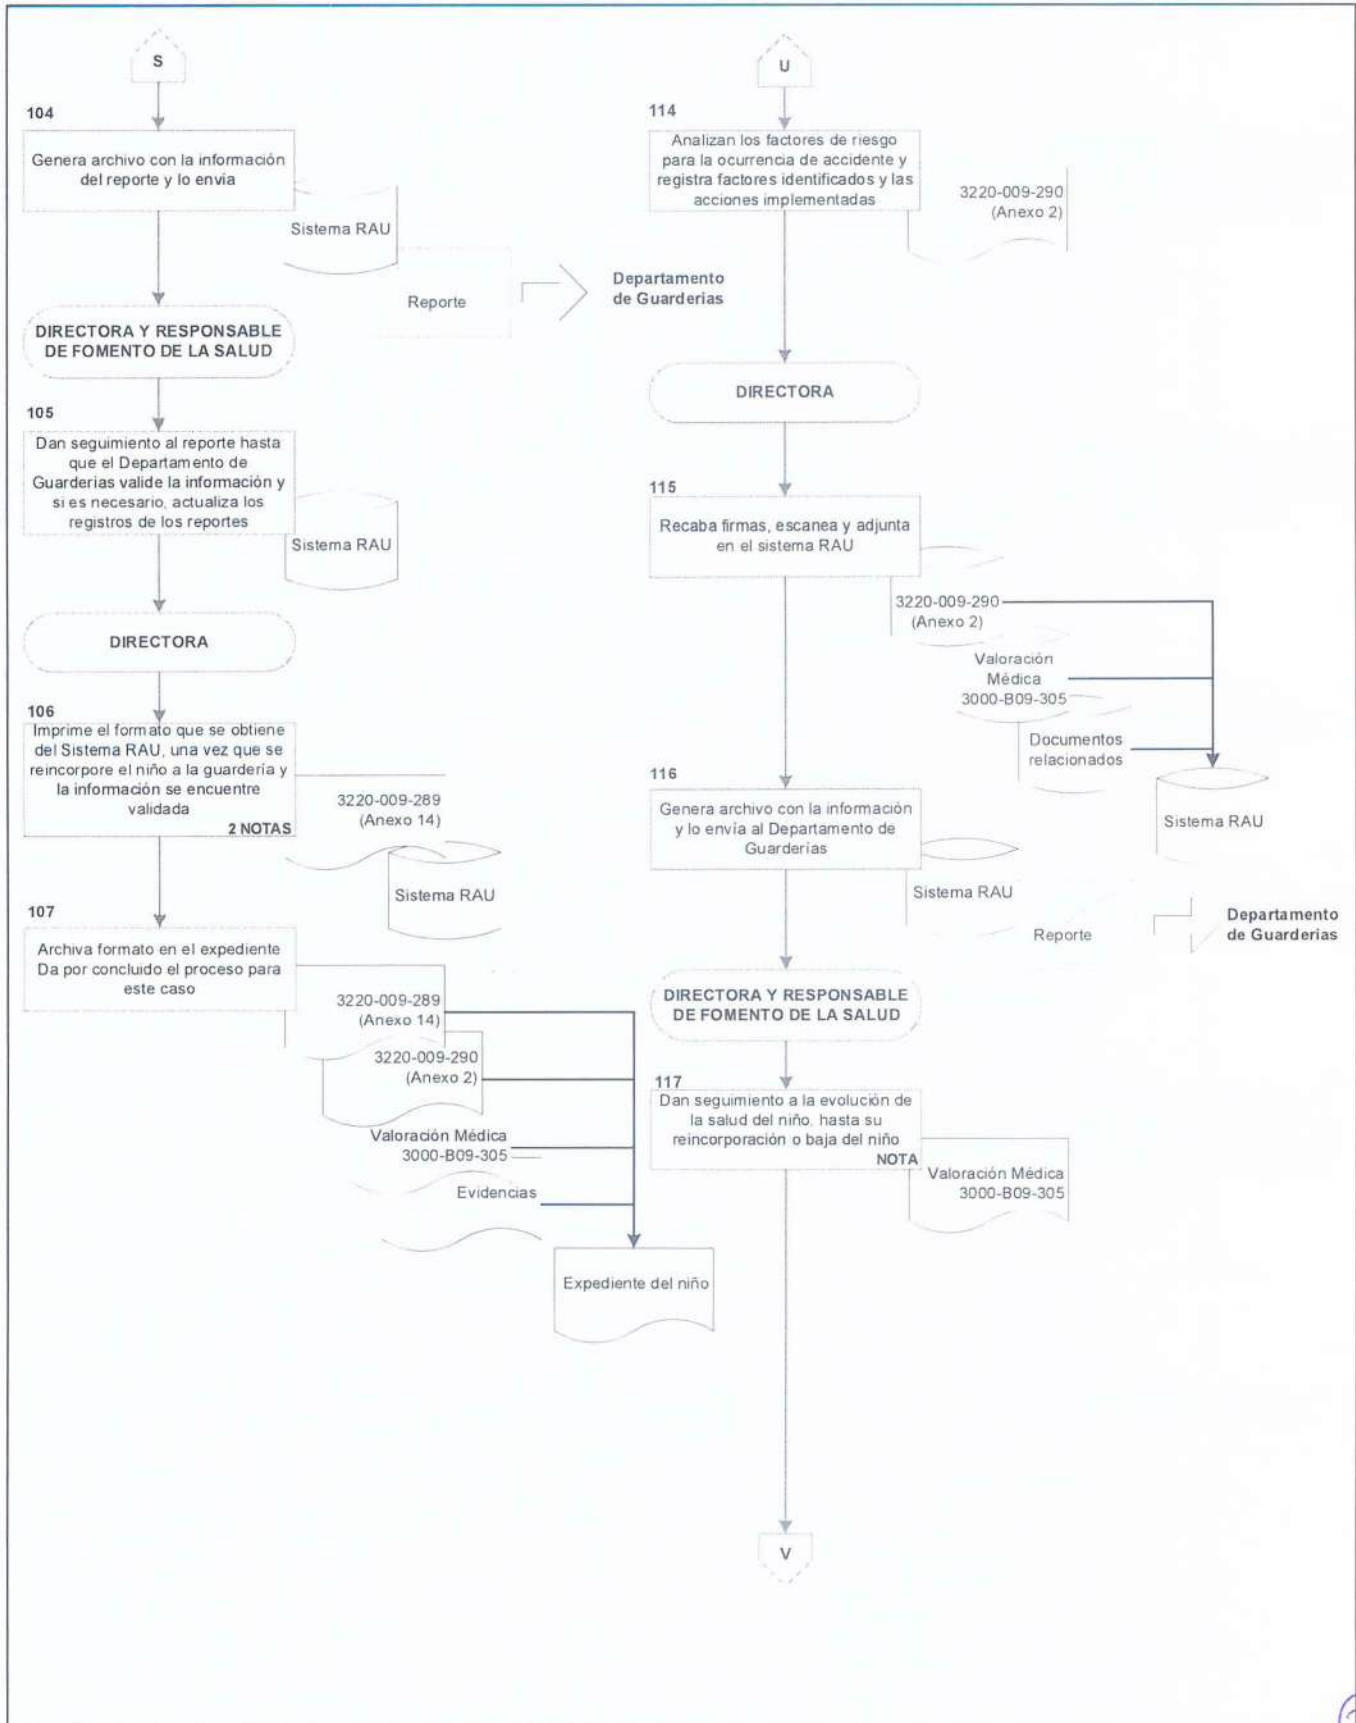 S
104
Genera archivo con la información
del reporte y lo envia
Sistema RAU
Reporte
Departamento
de Guarderías
DIRECTORA Y RESPONSABLE
DE FOMENTO DE LA SALUD
105
Dan seguimiento al reporte hasta
que el Departamento de
Guarderias valide la información y
si es necesario, actualiza los
registros de los reportes
Sistema RAU
DIRECTORA
106
Imprime el formato que se obtiene
del Sistema RAU, una vez que se
reincorpore el niño a la guardería y
la información se encuentre
validada
2 NOTAS
3220-009-289
(Anexo 14)
Sistema RAU
107
Archiva formato en el expediente
Da por concluido el proceso para
este caso
3220-009-289
(Anexo 14)
3220-009-290
(Anexo 2)
Valoración Médica
3000-B09-305
Evidencias
Expediente del niño
U
114
Analizan los factores de riesgo
para la ocurrencia de accidente y
registra factores identificados y las
acciones implementadas
3220-009-290
(Anexo 2)
DIRECTORA
115
Recaba firmas, escanea y adjunta
en el sistema RAU
3220-009-290
(Anexo 2)
Valoración
Médica
3000-B09-305
Documentos
relacionados
Sistema RAU
116
Genera archivo con la información
y lo envía al Departamento de
Guarderías
Sistema RAU
Reporte
Departamento
de Guarderías
DIRECTORA Y RESPONSABLE
DE FOMENTO DE LA SALUD
117
Dan seguimiento a la evolución de
la salud del niño, hasta su
reincorporación o baja del niño
NOTA
Valoración Médica
3000-B09-305
V